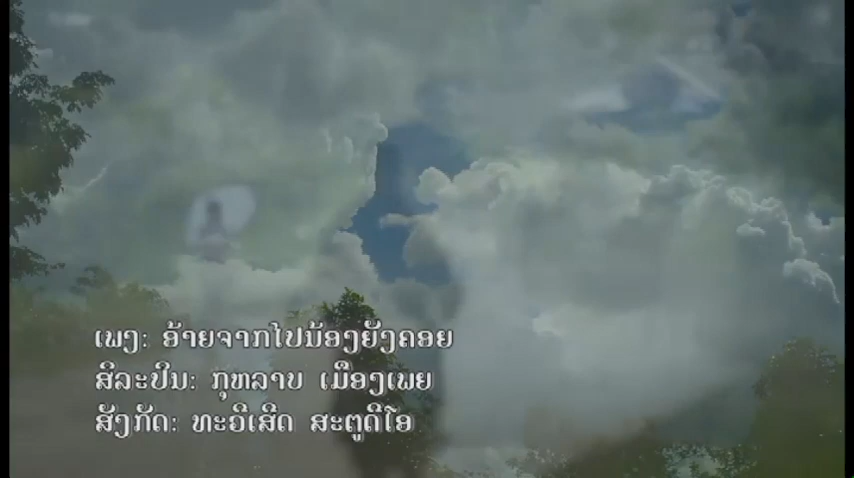 ເພງ: ອ້າຍຈາກໄປນ້ອງຍັງຄອຍ
ສິລະປິນ: ກຸຫລາບ ເມືອງເພຍ
ສັງກັດ: ທະວີເສີດ ສະຕູດີໂອ